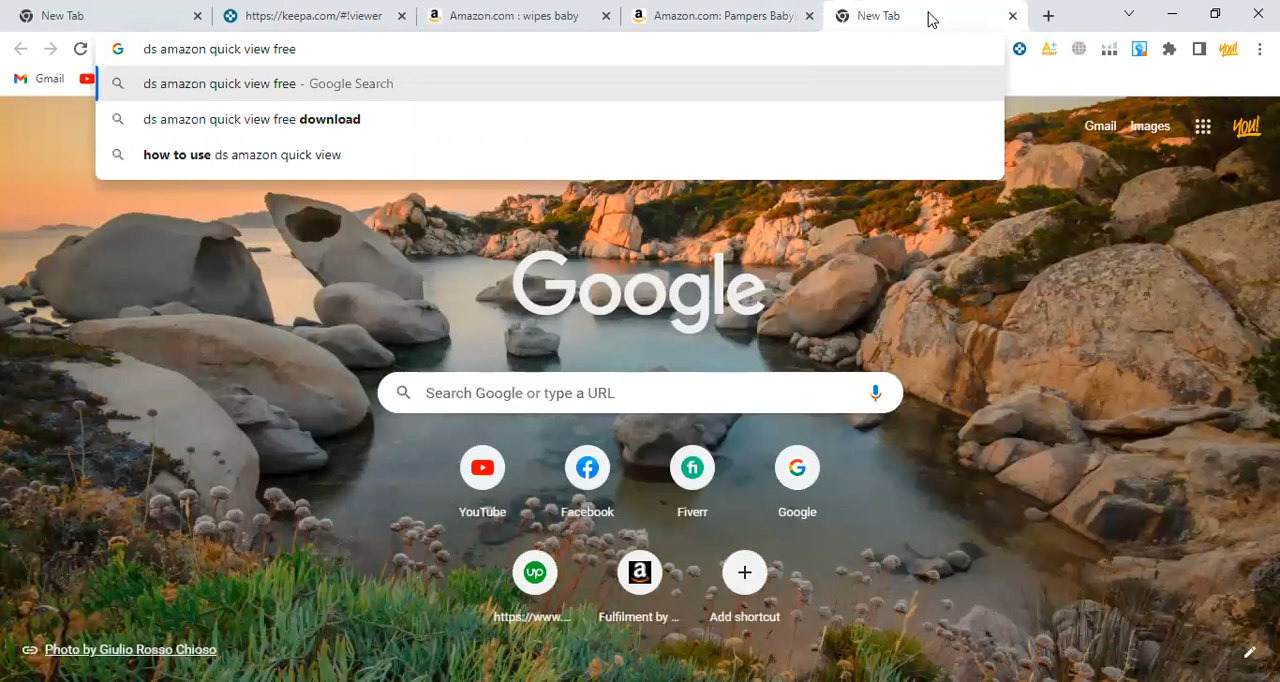 New Tab
https://keepa.com/#!viewer
Amazon.com : wipes baby
Amazon.com: Pampers Baby
New Tab
ds amazon quick view free
You!
Gmail
ds amazon quick view free - Google Search
ds amazon quick view free download
how to use ds amazon quick view
Gmail
Images
You!
Google
Search Google or type a URL
YouTube
Facebook
Fiverr
Google
https://www....
Fulfilment by ...
Add shortcut
Photo by Giulio Rosso Chioso